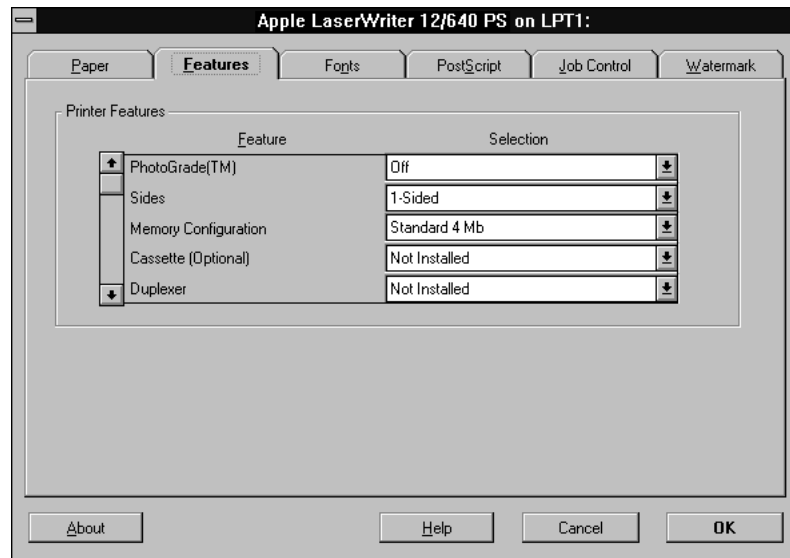 Apple LaserWriter 12/640 PS on LPT1:
Paper Features Fonts PostScript Job Control Watermark
Printer Features
Feature Selection
PhotoGrade(TM) Off
Sides 1-Sided
Memory Configuration Standard 4 Mb
Cassette (Optional) Not Installed
Duplexer Not Installed
About Help Cancel OK